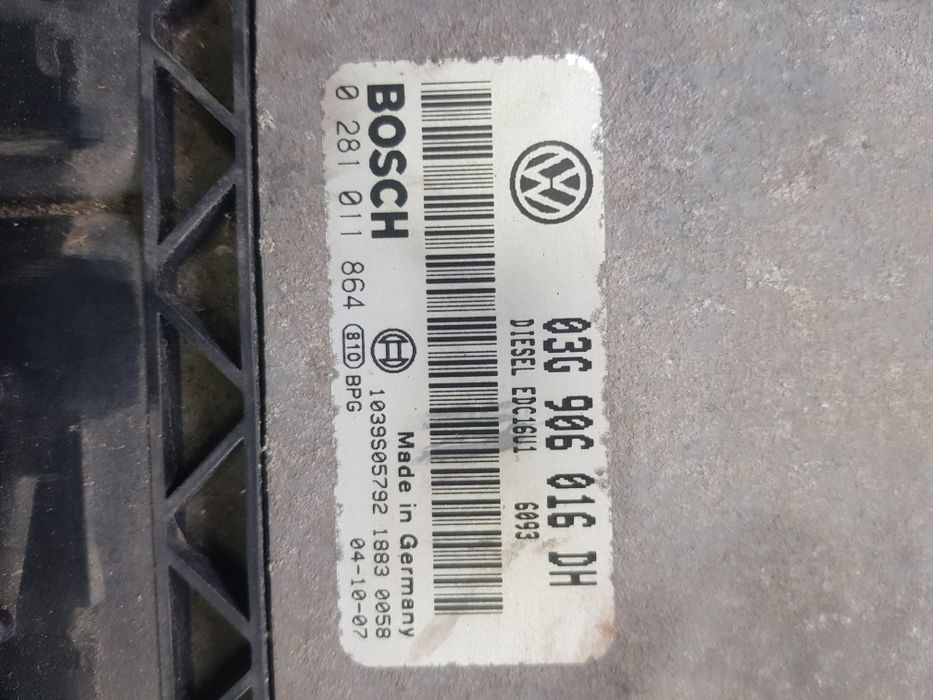 03G 906 016 DH
DIESEL EDC16U1 6093
BOSCH
0 281 011 864 810 BPG
Made in Germany
1039S05792 1883 0058
04-10-07